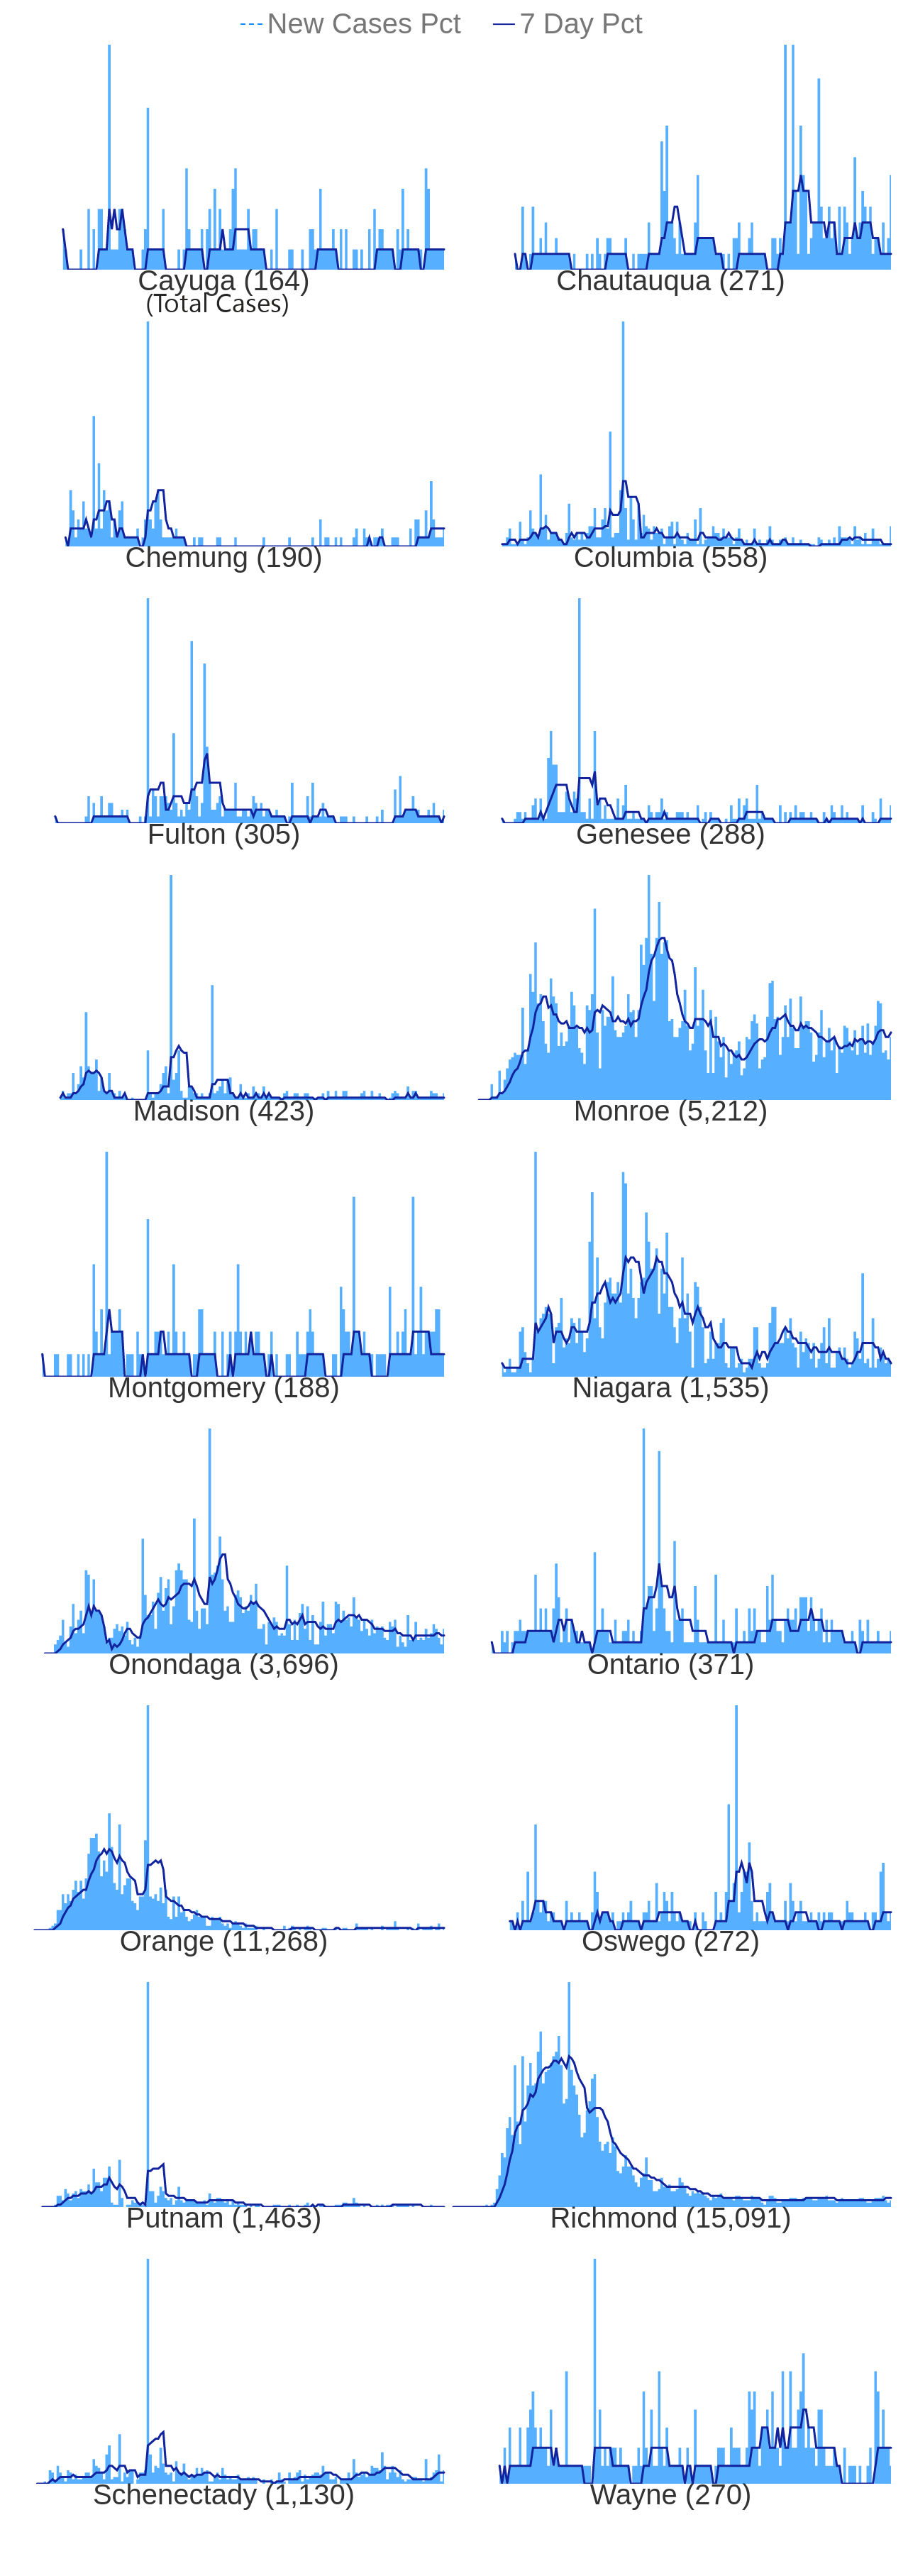 New Cases Pct 7 Day Pct
Cayuga (164) Chautauqua (271)
(Total Cases)
Chemung (190) Columbia (558)
Fulton (305) Genesee (288)
Madison (423) Monroe (5,212)
Montgomery (188) Niagara (1,535)
Onondaga (3,696) Ontario (371)
Orange (11,268) Oswego (272)
Putnam (1,463) Richmond (15,091)
Schenectady (1,130) Wayne (270)